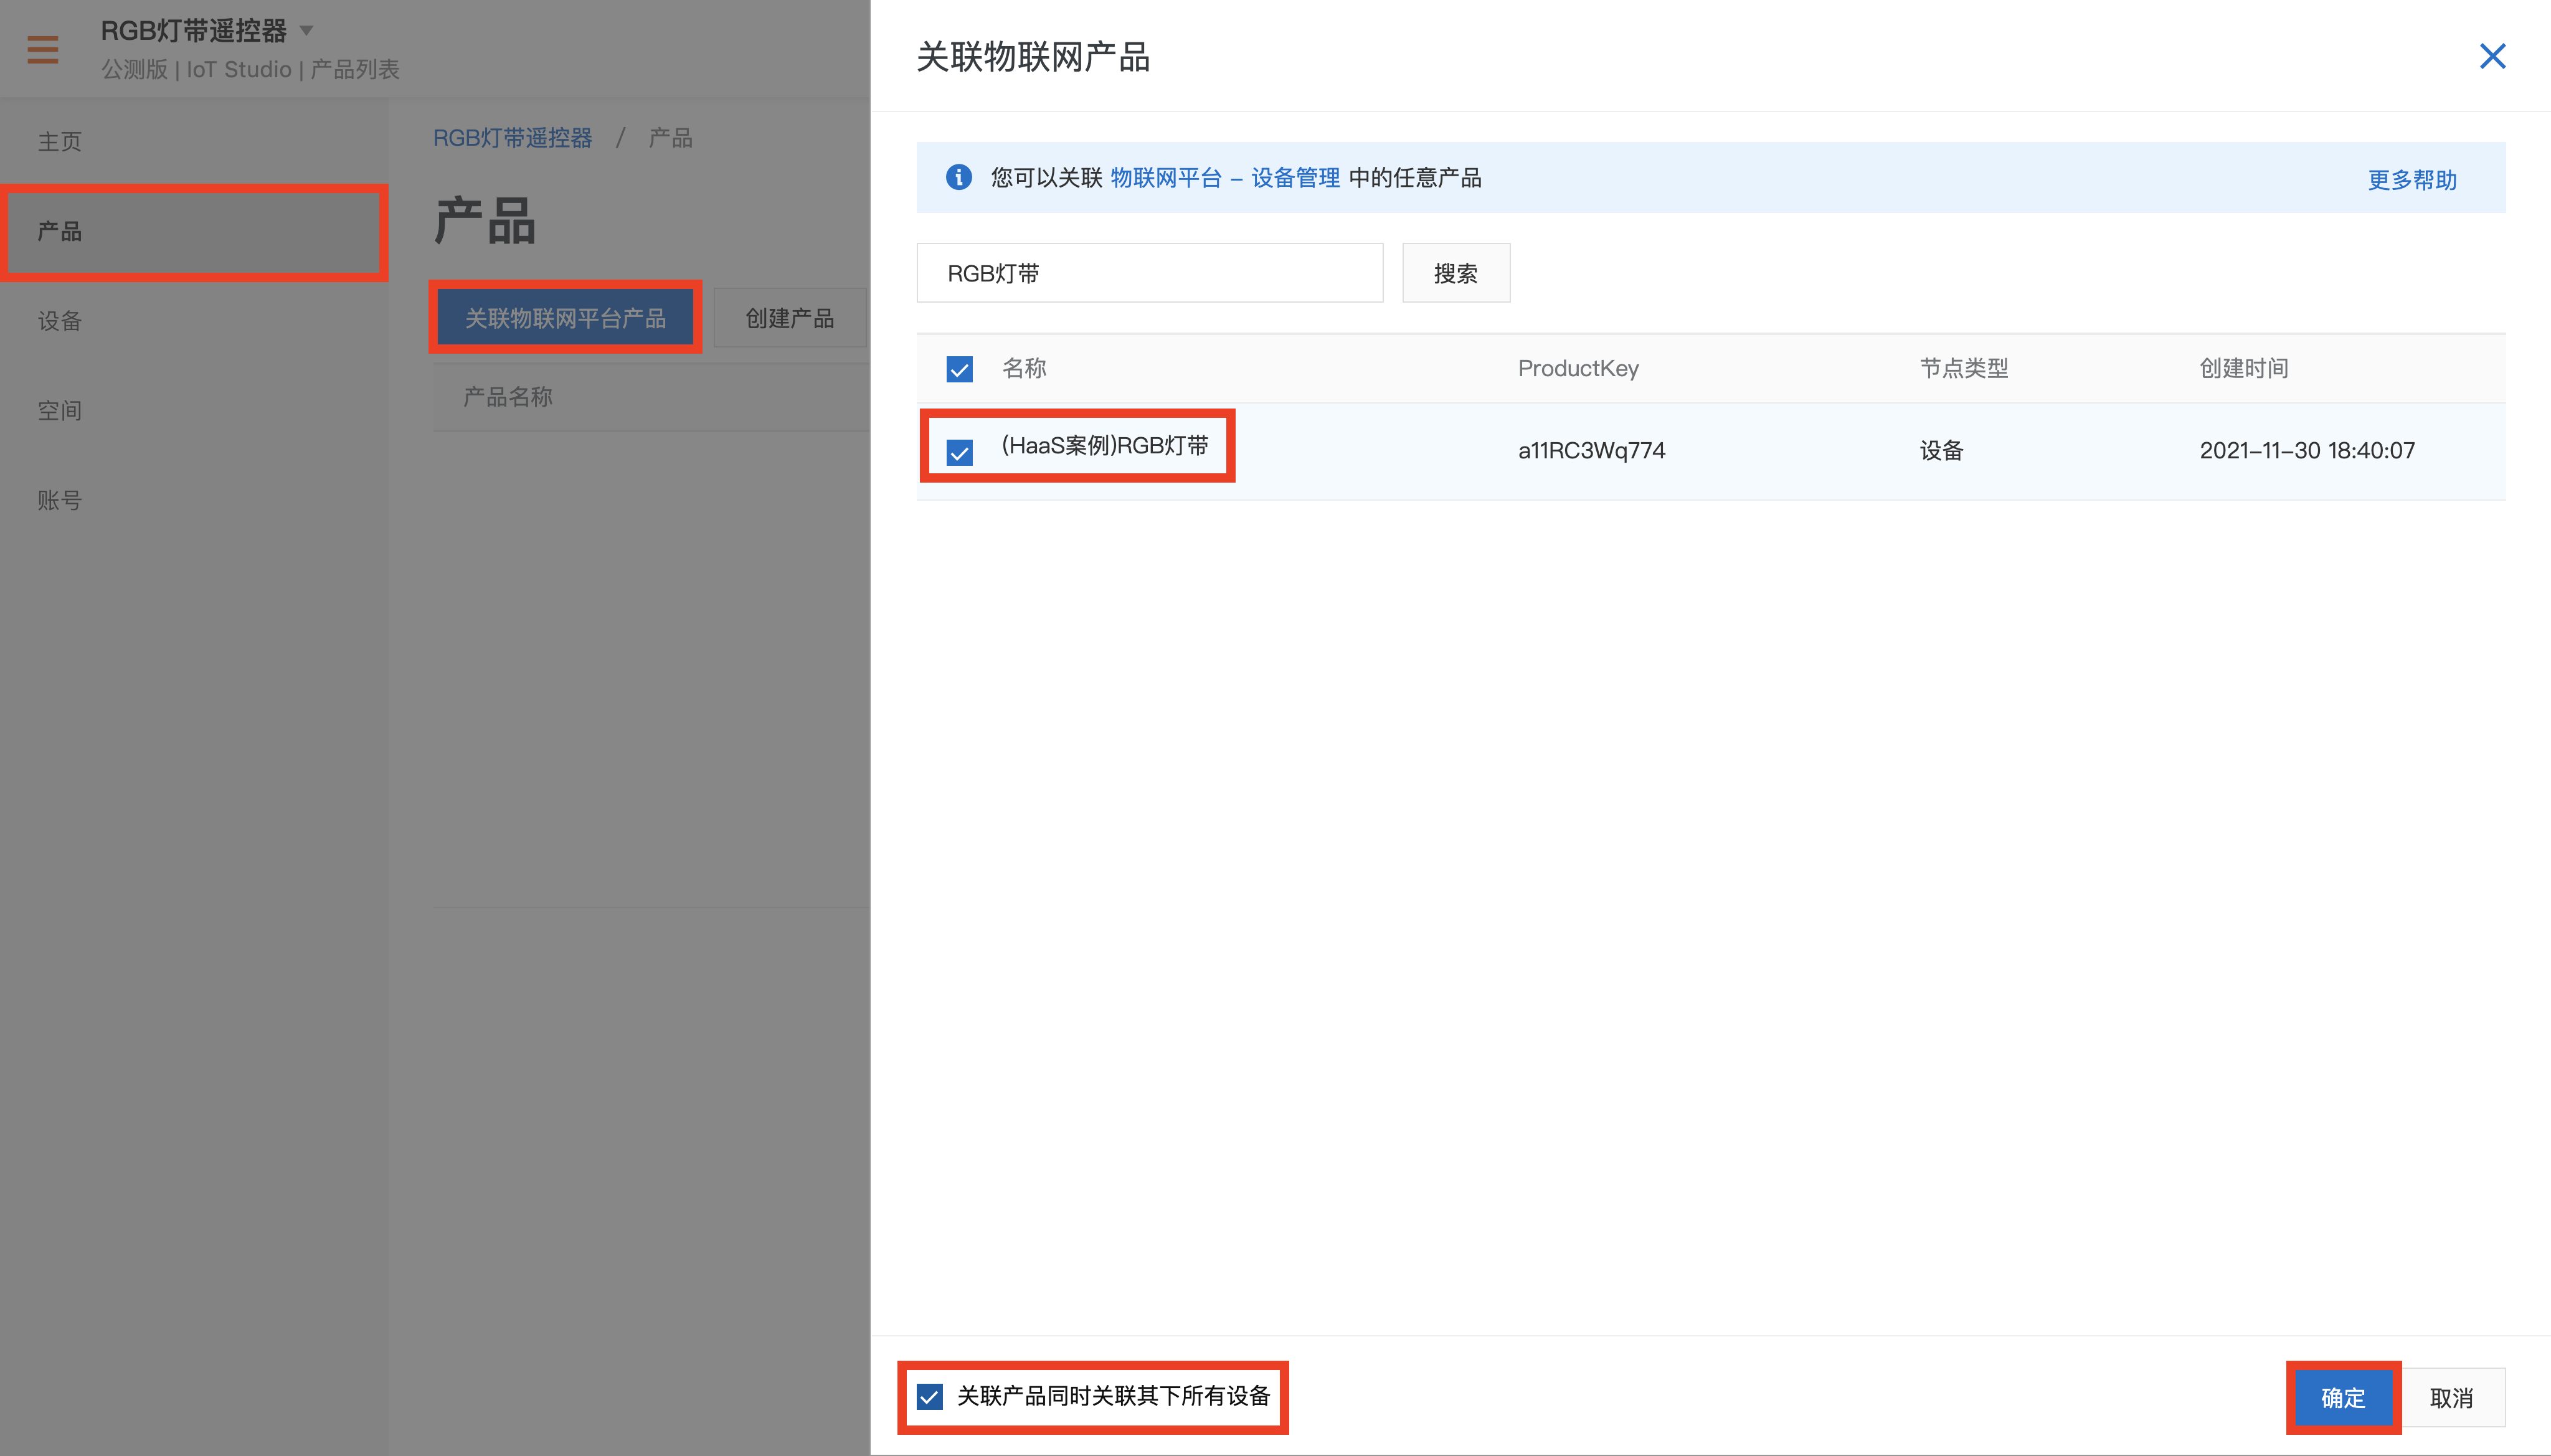 RGB灯带遥控器
公测版 | IoT Studio | 产品列表
主页
产品
设备
空间
账号
RGB灯带遥控器 / 产品
产品
关联物联网平台产品 创建产品
产品名称
关联物联网产品
您可以关联 物联网平台 – 设备管理 中的任意产品 更多帮助
RGB灯带 搜索
名称 ProductKey 节点类型 创建时间
(HaaS案例)RGB灯带 a11RC3Wq774 设备 2021–11–30 18:40:07
关联产品同时关联其下所有设备 确定 取消